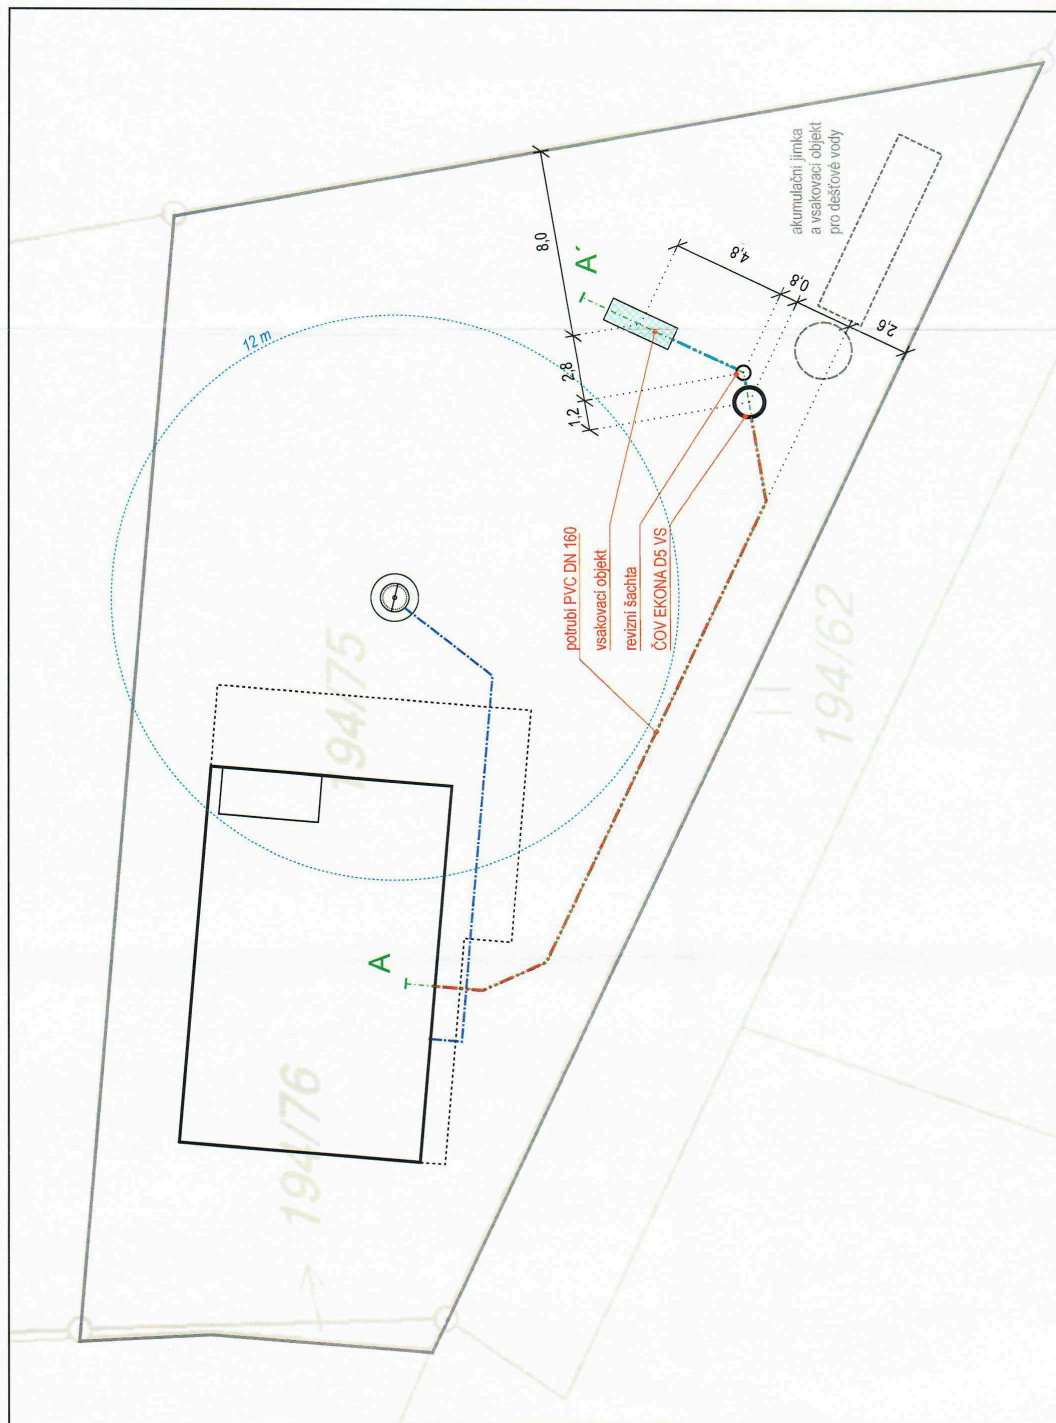 akumulační jímka
a vsakovací objekt
pro dešťové vody
12 m
8,0
2,8
1,2
4,8
0,8
2,6
A´
potrubí PVC DN 160
vsakovací objekt
revizní šachta
ČOV EKONA D5 VS
A
194/75
194/62
194/76